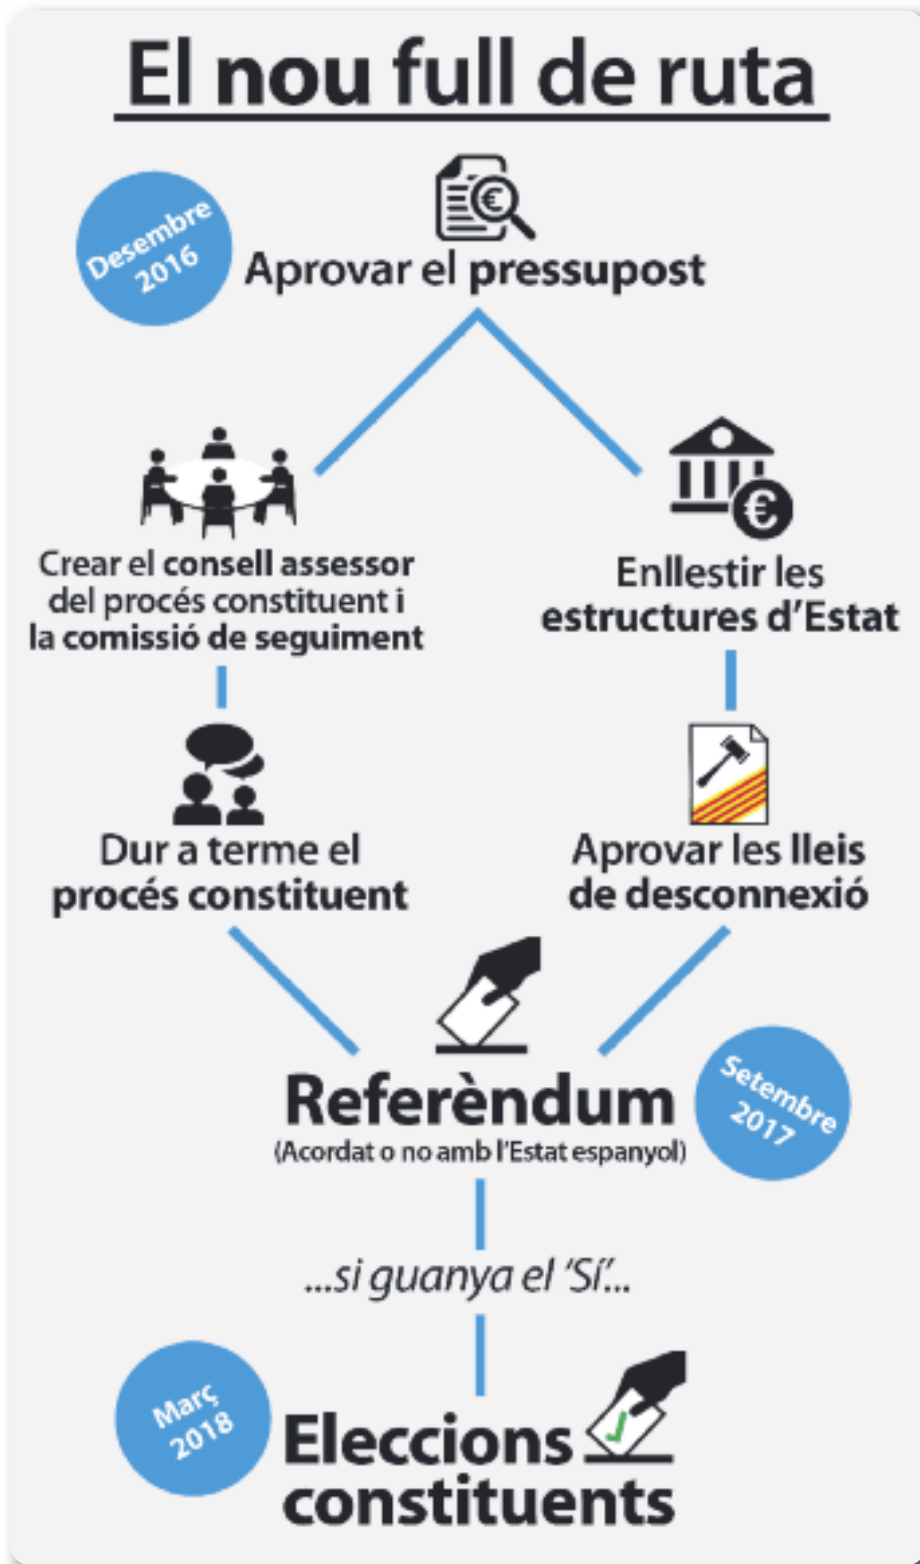 El nou full de ruta
Desembre
2016
Aprovar el pressupost
Crear el consell assessor
del procés constituent i
la comissió de seguiment
Enllestir les
estructures d'Estat
Dur a terme el
procés constituent
Aprovar les lleis
de desconnexió
Referèndum
(Acordat o no amb l'Estat espanyol)
Setembre
2017
...si guanya el 'Sí'...
Març
2018
Eleccions
constituents